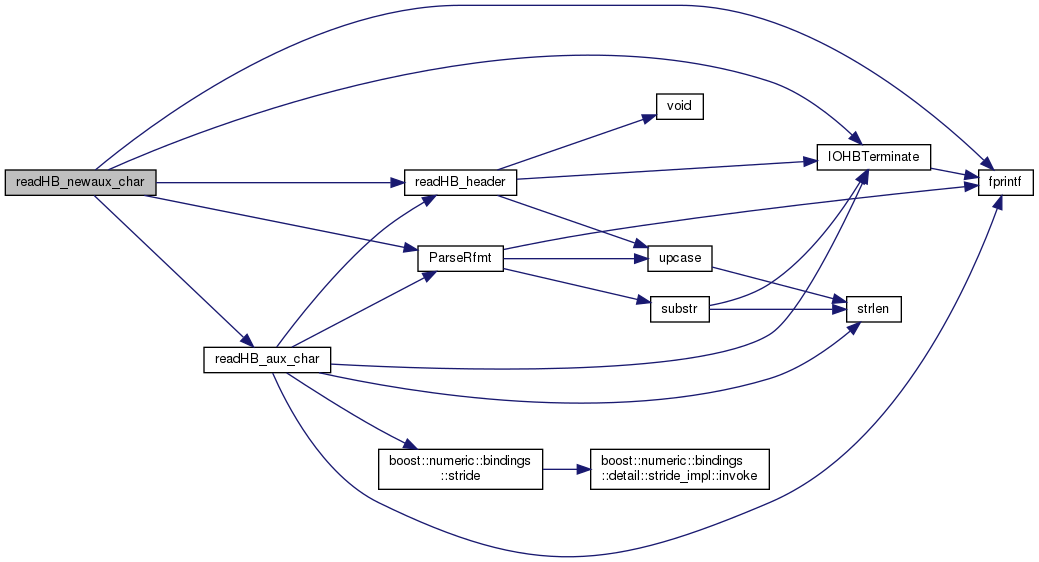 void
IOHBTerminate
readHB_newaux_char
readHB_header
fprintf
ParseRfmt
upcase
substr
strlen
readHB_aux_char
boost::numeric::bindings
::stride
boost::numeric::bindings
::detail::stride_impl::invoke